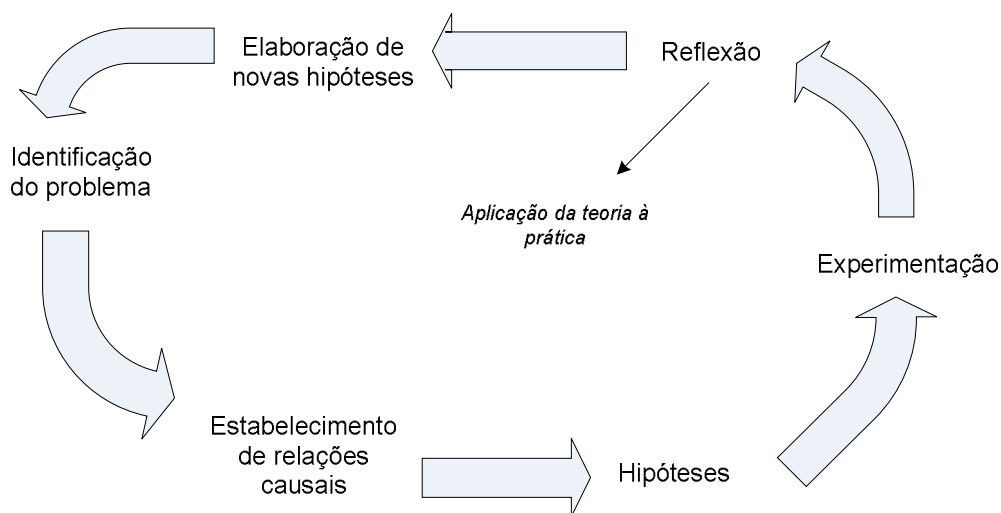 Elaboração de
novas hipóteses
Reflexão
Identificação
do problema
Aplicação da teoria à
prática
Experimentação
Estabelecimento
de relações
causais
Hipóteses